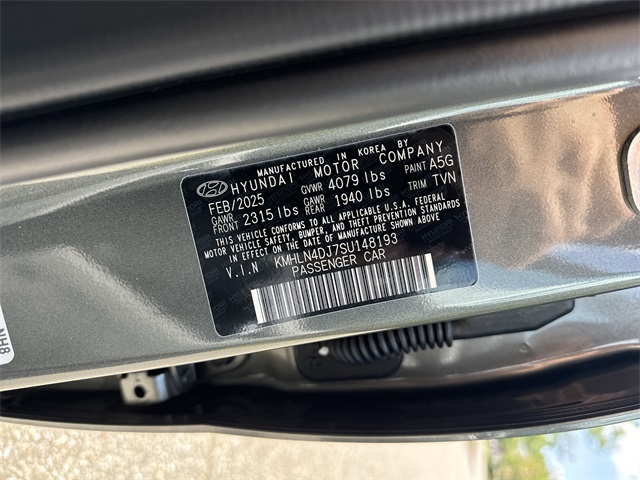 MANUFACTURED IN KOREA BY
HYUNDAI MOTOR COMPANY
FEB/2025 GVWR 4079 lbs PAINT A5G
GAWR FRONT 2315 lbs GAWR REAR 1940 lbs TRIM TVN
THIS VEHICLE CONFORMS TO ALL APPLICABLE U.S.A. FEDERAL
MOTOR VEHICLE SAFETY, BUMPER, AND THEFT PREVENTION STANDARDS
IN EFFECT ON THE DATE OF MANUFACTURE SHOWN ABOVE
V.I.N KMHLN4DJ7SU148193
PASSENGER CAR
NH8